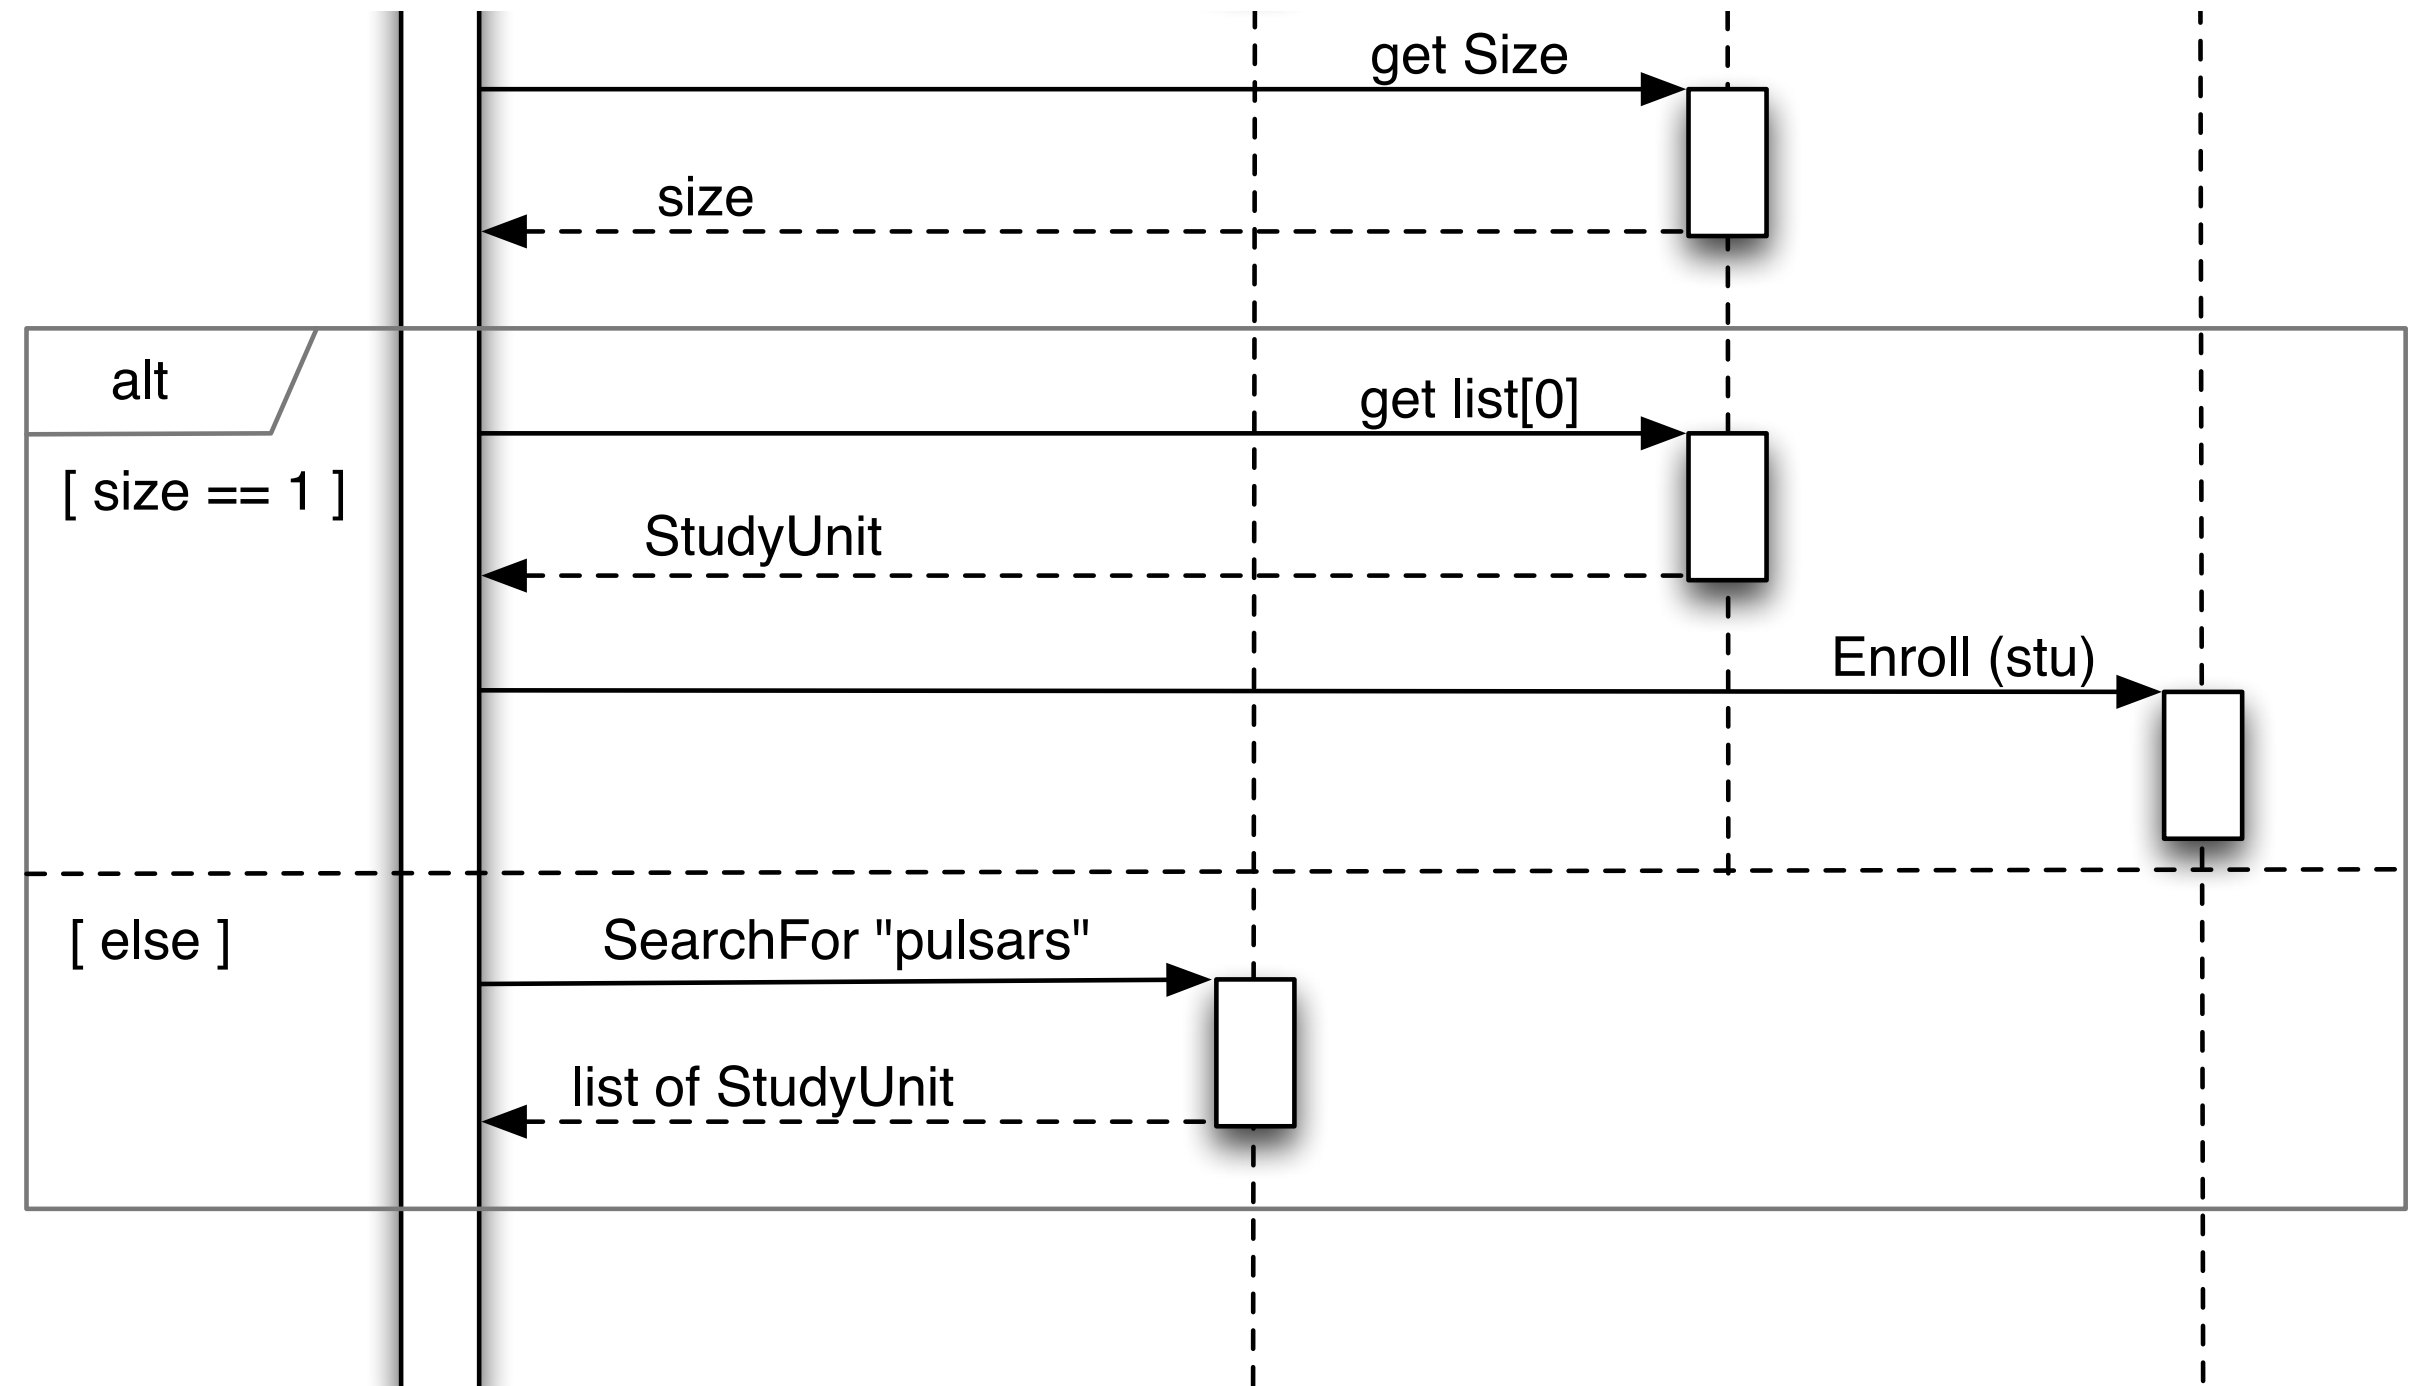 get Size
size
alt
get list[0]
[ size == 1 ]
StudyUnit
Enroll (stu)
[ else ]
SearchFor "pulsars"
list of StudyUnit